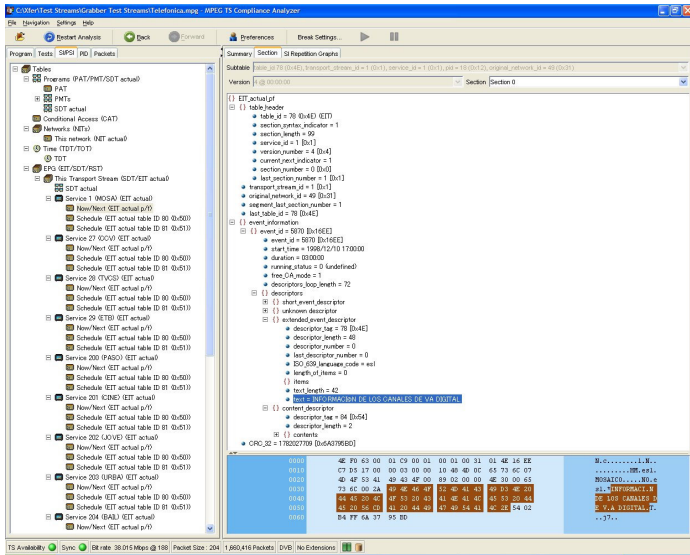 C:\Xfer\Test Streams\Grabber Test Streams\Telefonica.mpg - MPEG TS Compliance Analyzer
File Navigation Settings Help
Restart Analysis Back Forward Preferences Break Settings...
Program Tests SI/PSI PID Packets
Summary Section SI Repetition Graphs
Subtable table_id 78 (0x4E), transport_stream_id = 1 (0x1), service_id = 1 (0x1), pid = 18 (0x12), original_network_id = 49 (0x31)
Version 4 @ 00:00:00 Section Section 0
Tables
Programs (PAT/PMT/SDT actual)
PAT
PMTs
SDT actual
Conditional Access (CAT)
Networks (NITs)
This network (NIT actual)
Time (TDT/TOT)
TDT
EPG (EIT/SDT/RST)
This Transport Stream (SDT/EIT actual)
SDT actual
Service 1 (MOSA) (EIT actual)
Now/Next (EIT actual p/f)
Schedule (EIT actual table ID 80 (0x50))
Schedule (EIT actual table ID 81 (0x51))
Service 27 (CCV) (EIT actual)
Now/Next (EIT actual p/f)
Schedule (EIT actual table ID 80 (0x50))
Schedule (EIT actual table ID 81 (0x51))
Service 28 (TVCS) (EIT actual)
Now/Next (EIT actual p/f)
Schedule (EIT actual table ID 80 (0x50))
Schedule (EIT actual table ID 81 (0x51))
Service 29 (ETB) (EIT actual)
Now/Next (EIT actual p/f)
Schedule (EIT actual table ID 80 (0x50))
Schedule (EIT actual table ID 81 (0x51))
Service 200 (PASO) (EIT actual)
Now/Next (EIT actual p/f)
Schedule (EIT actual table ID 80 (0x50))
Schedule (EIT actual table ID 81 (0x51))
Service 201 (CINE) (EIT actual)
Now/Next (EIT actual p/f)
Schedule (EIT actual table ID 80 (0x50))
Schedule (EIT actual table ID 81 (0x51))
Service 202 (JOVE) (EIT actual)
Now/Next (EIT actual p/f)
Schedule (EIT actual table ID 80 (0x50))
Schedule (EIT actual table ID 81 (0x51))
Service 203 (URBA) (EIT actual)
Now/Next (EIT actual p/f)
Schedule (EIT actual table ID 80 (0x50))
Schedule (EIT actual table ID 81 (0x51))
Service 204 (BAIL) (EIT actual)
Now/Next (EIT actual p/f)
{} EIT_actual_pf
{} table_header
table_id = 78 (0x4E) (EIT)
section_syntax_indicator = 1
section_length = 99
service_id = 1 [0x1]
version_number = 4 [0x4]
current_next_indicator = 1
section_number = 0 [0x0]
last_section_number = 1 [0x1]
transport_stream_id = 1 [0x1]
original_network_id = 49 [0x31]
segment_last_section_number = 1
last_table_id = 78 [0x4E]
{} event_information
{} event_id = 5870 [0x16EE]
event_id = 5870 [0x16EE]
start_time = 1998/12/10 17:00:00
duration = 03:00:00
running_status = 0 (undefined)
free_CA_mode = 1
descriptors_loop_length = 72
{} descriptors
{} short_event_descriptor
{} unknown descriptor
{} extended_event_descriptor
descriptor_tag = 78 [0x4E]
descriptor_length = 48
descriptor_number = 0
last_descriptor_number = 0
ISO_639_language_code = esl
length_of_items = 0
{} items
text_length = 42
text = INFORMACIóN DE LOS CANALES DE VA DIGITAL
{} content_descriptor
descriptor_tag = 84 [0x54]
descriptor_length = 2
{} contents
CRC_32 = 1782027709 [0x6A3795BD]
0000 4E F0 63 00 01 C9 00 01 00 01 00 31 01 4E 16 EE N.c........1.N..
0010 C7 D5 17 00 00 03 00 00 10 48 4D 0C 65 73 6C 07 .........HM.esl.
0020 4D 4F 53 41 49 43 4F 00 89 02 00 00 4E 30 00 65 MOSAICO.....N0.e
0030 73 6C 00 2A 49 4E 46 4F 52 4D 41 43 49 D3 4E 20 sl.*INFORMACI.N
0040 44 45 20 4C 4F 53 20 43 41 4E 41 4C 45 53 20 44 DE LOS CANALES D
0050 45 20 56 CD 41 20 44 49 47 49 54 41 4C 2E 54 02 E V.A DIGITAL.T.
0060 B4 FF 6A 37 95 BD ..j7..
TS Availability Sync Bit rate 38.015 Mbps @ 188 Packet Size : 204 1,660,416 Packets DVB No Extensions